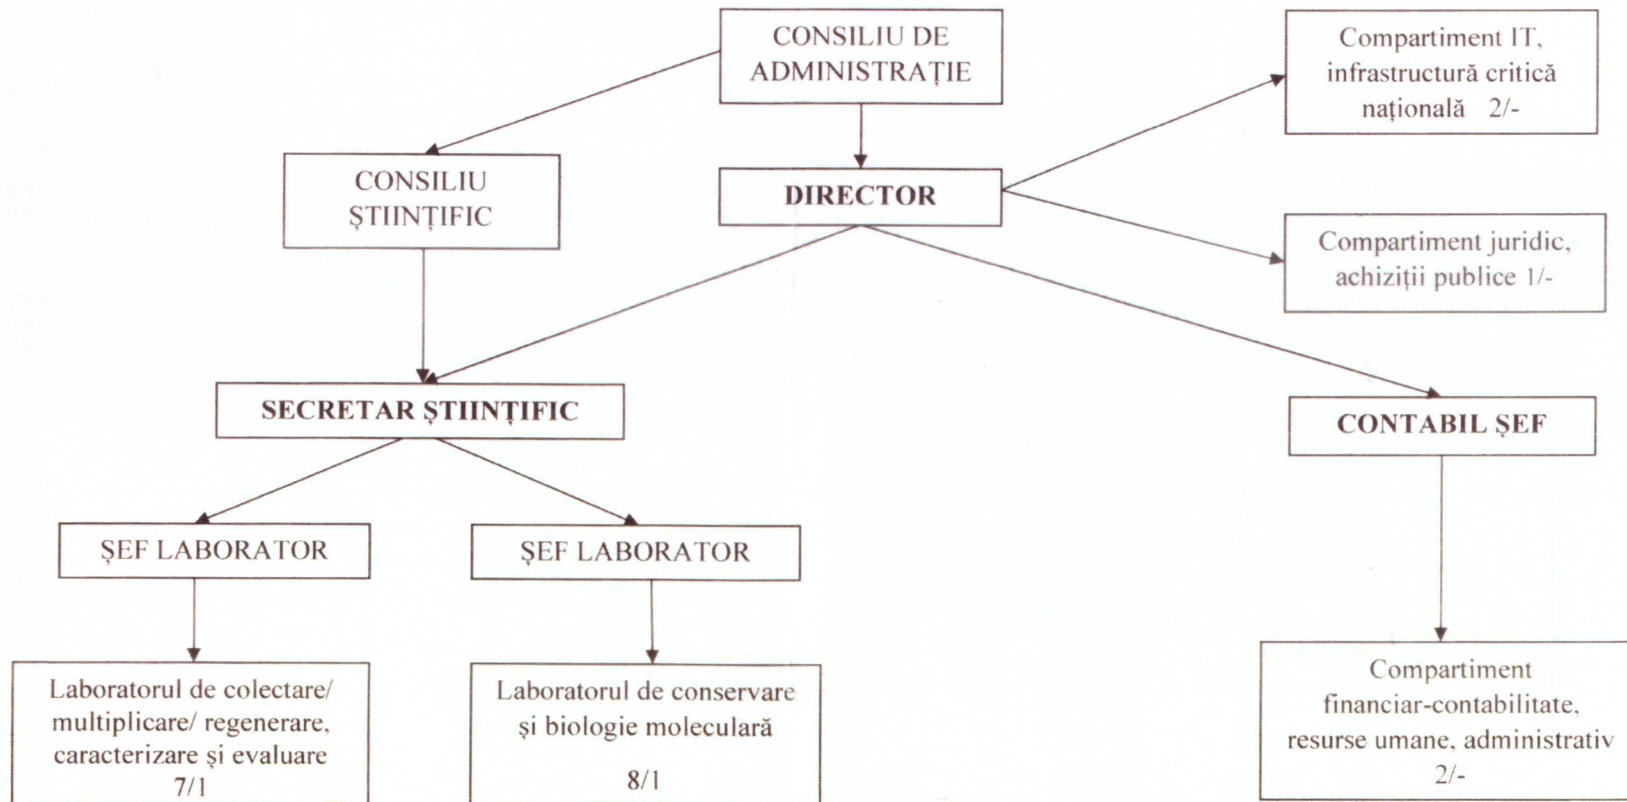 CONSILIU DE
ADMINISTRAȚIE
Compartiment IT,
infrastructură critică
națională 2/-
CONSILIU
ȘTIINȚIFIC
DIRECTOR
Compartiment juridic,
achiziții publice 1/-
SECRETAR ȘTIINȚIFIC
CONTABIL ȘEF
ȘEF LABORATOR
ȘEF LABORATOR
Laboratorul de colectare/
multiplicare/ regenerare,
caracterizare și evaluare
7/1
Laboratorul de conservare
și biologie moleculară
8/1
Compartiment
financiar-contabilitate,
resurse umane, administrativ
2/-